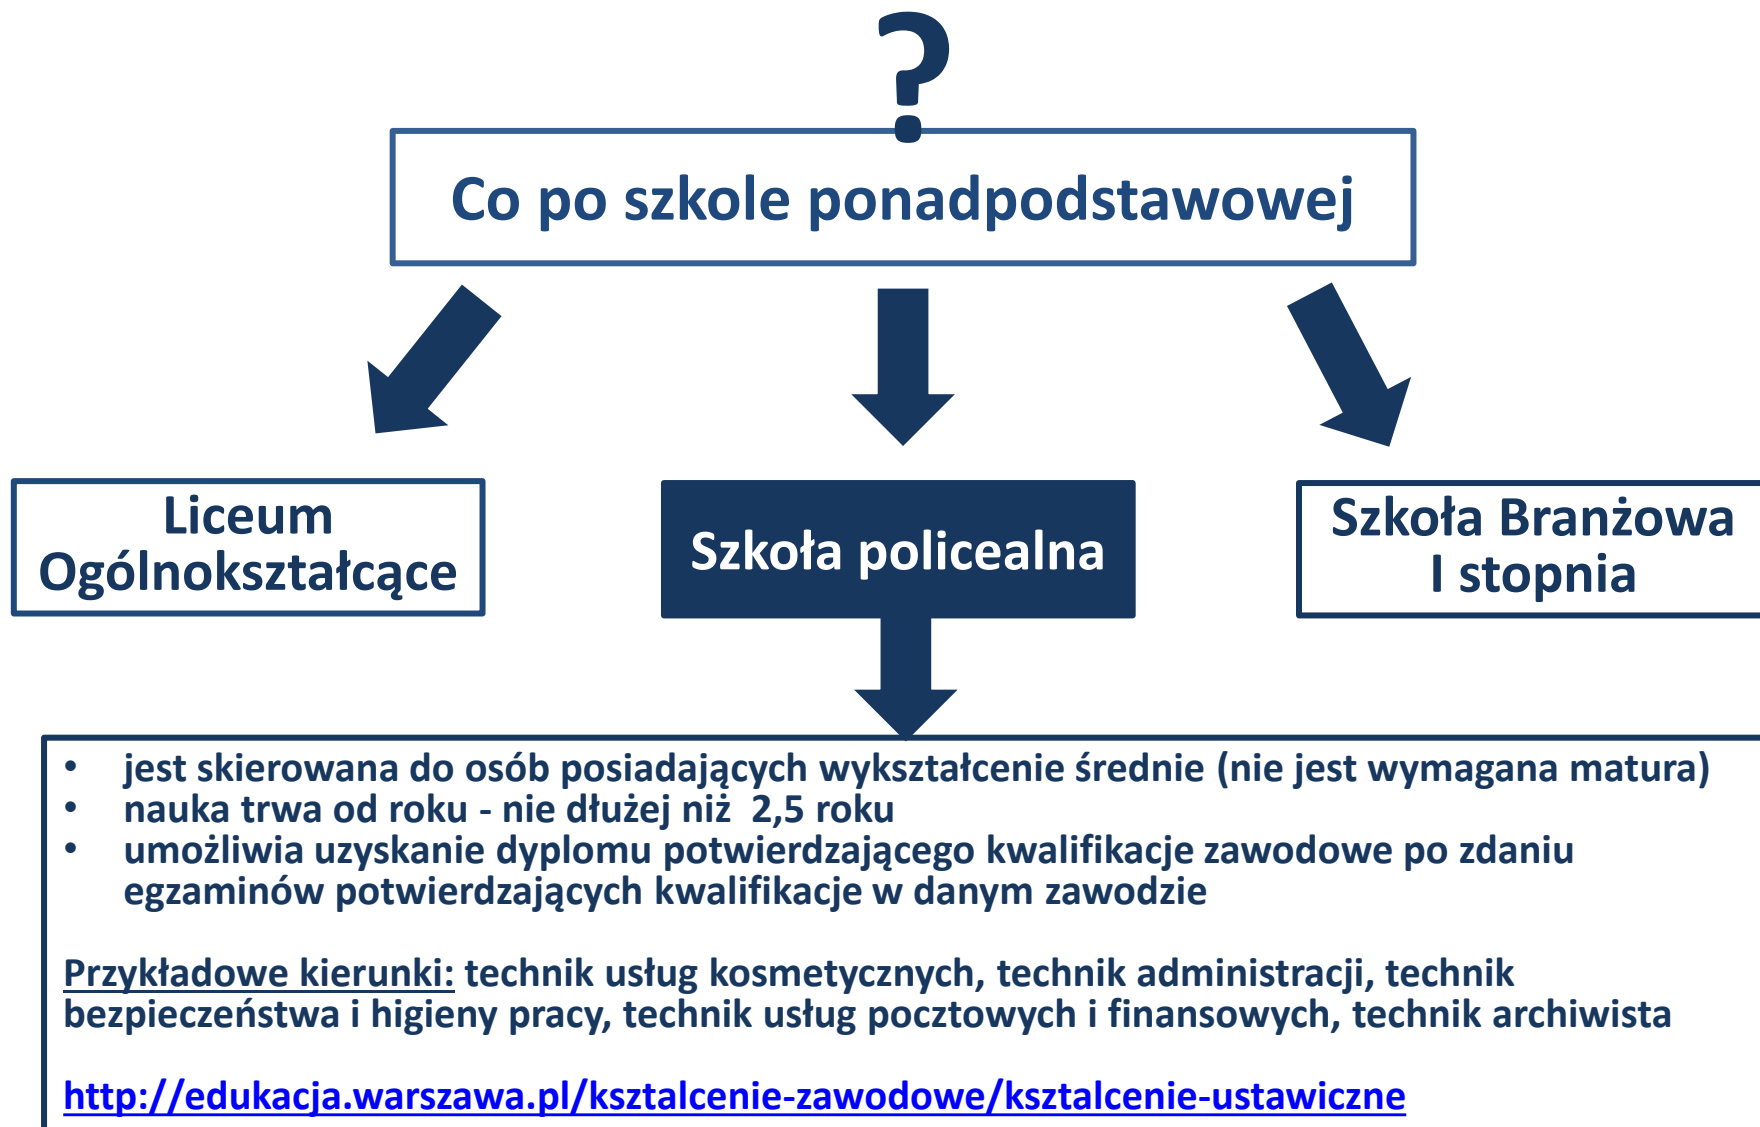 ?
Co po szkole ponadpodstawowej
Liceum
Ogólnokształcące
Szkoła policealna
Szkoła Branżowa
I stopnia
• jest skierowana do osób posiadających wykształcenie średnie (nie jest wymagana matura)
• nauka trwa od roku - nie dłużej niż 2,5 roku
• umożliwia uzyskanie dyplomu potwierdzającego kwalifikacje zawodowe po zdaniu
egzaminów potwierdzających kwalifikacje w danym zawodzie
Przykładowe kierunki: technik usług kosmetycznych, technik administracji, technik
bezpieczeństwa i higieny pracy, technik usług pocztowych i finansowych, technik archiwista
http://edukacja.warszawa.pl/ksztalcenie-zawodowe/ksztalcenie-ustawiczne